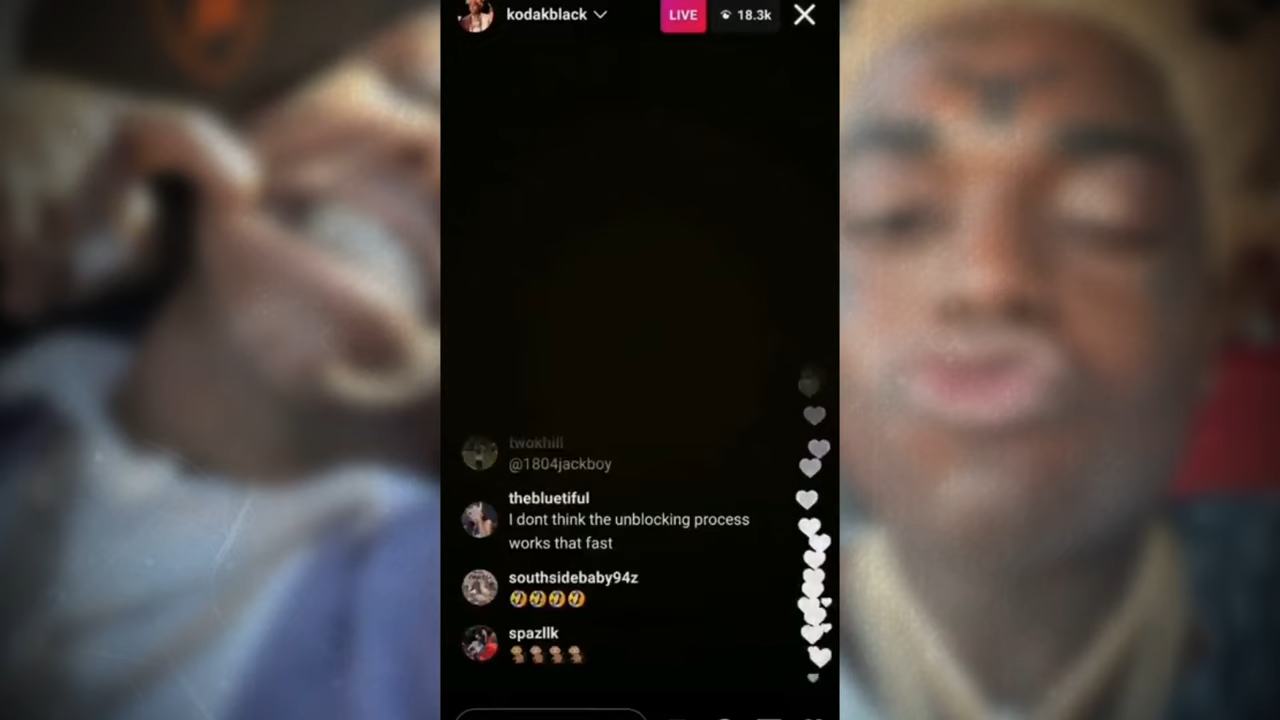 kodakblack
LIVE
18.3k
twokhill
@1804jackboy
thebluetiful
I dont think the unblocking process
works that fast
southsidebaby94z
spazllk